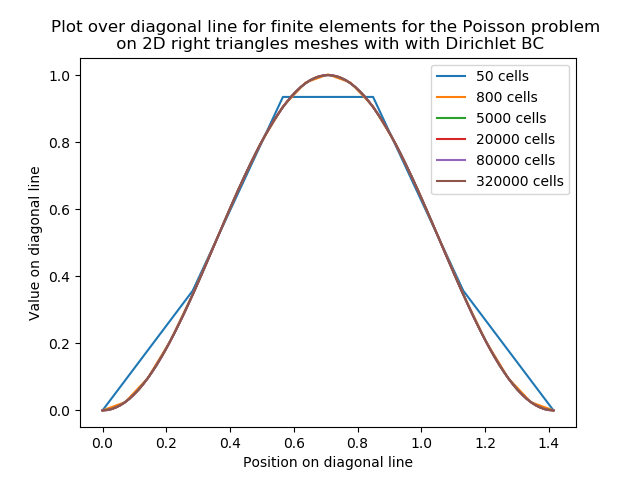 Plot over diagonal line for finite elements for the Poisson problem
on 2D right triangles meshes with with Dirichlet BC
1.0
0.8
0.6
0.4
0.2
0.0
Value on diagonal line
50 cells
800 cells
5000 cells
20000 cells
80000 cells
320000 cells
0.0 0.2 0.4 0.6 0.8 1.0 1.2 1.4
Position on diagonal line